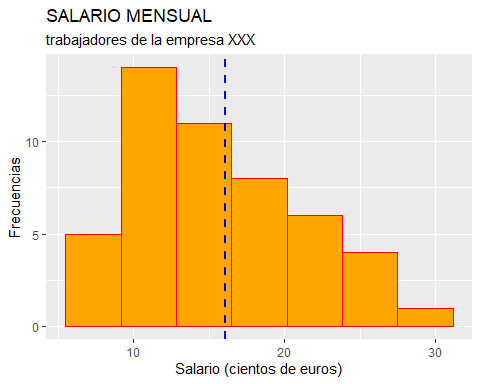 SALARIO MENSUAL
trabajadores de la empresa XXX
Frecuencias
10
5
0
10 20 30
Salario (cientos de euros)